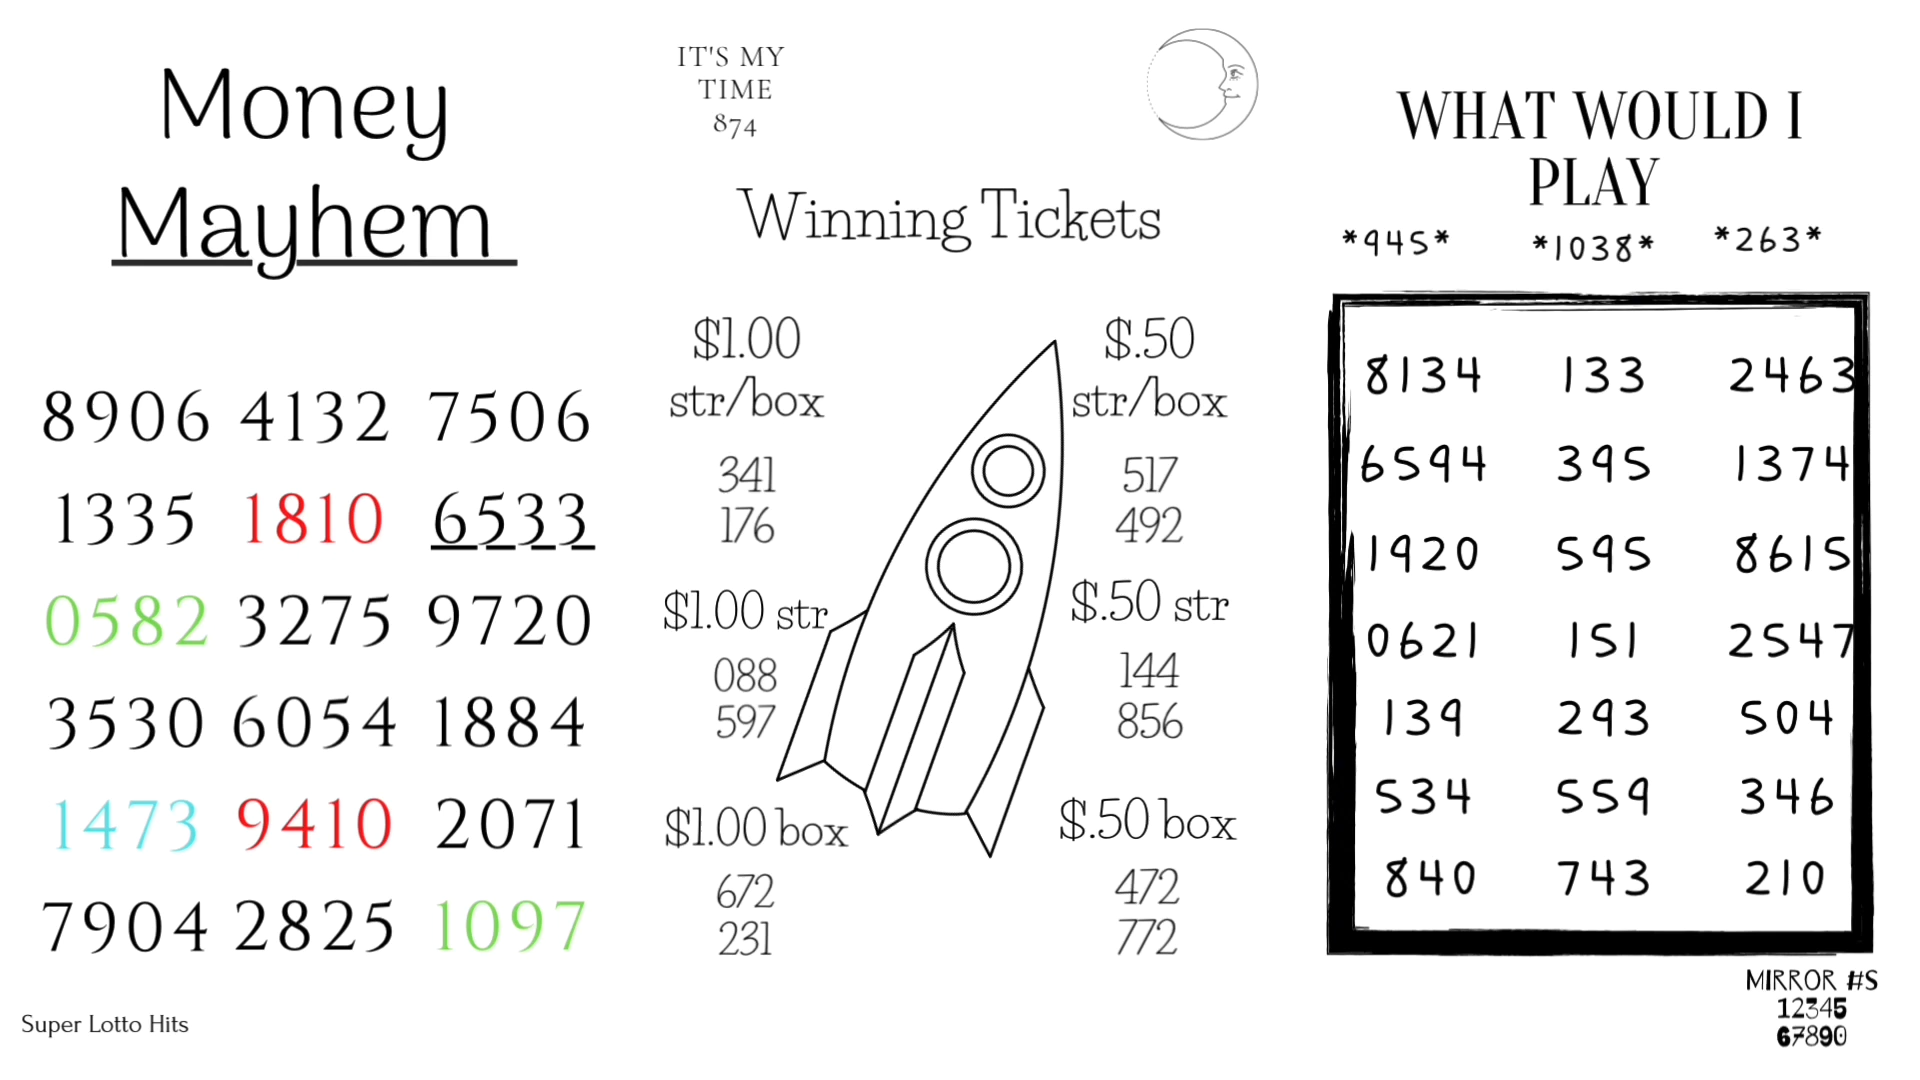 Money
Mayhem
8906 4132 7506
1335 1810 6533
0582 3275 9720
3530 6054 1884
1473 9410 2071
7904 2825 1097
Super Lotto Hits
IT'S MY
TIME
874
Winning Tickets
$1.00
str/box
341
176
$1.00 str
088
597
$1.00 box
672
231
$.50
str/box
517
492
$.50 str
144
856
$.50 box
472
772
WHAT WOULD I
PLAY
*945* *1038* *263*
8134 133 2463
6594 395 1374
1920 595 8615
0621 151 2547
139 293 504
534 559 346
840 743 210
MIRROR #S
12345
67890